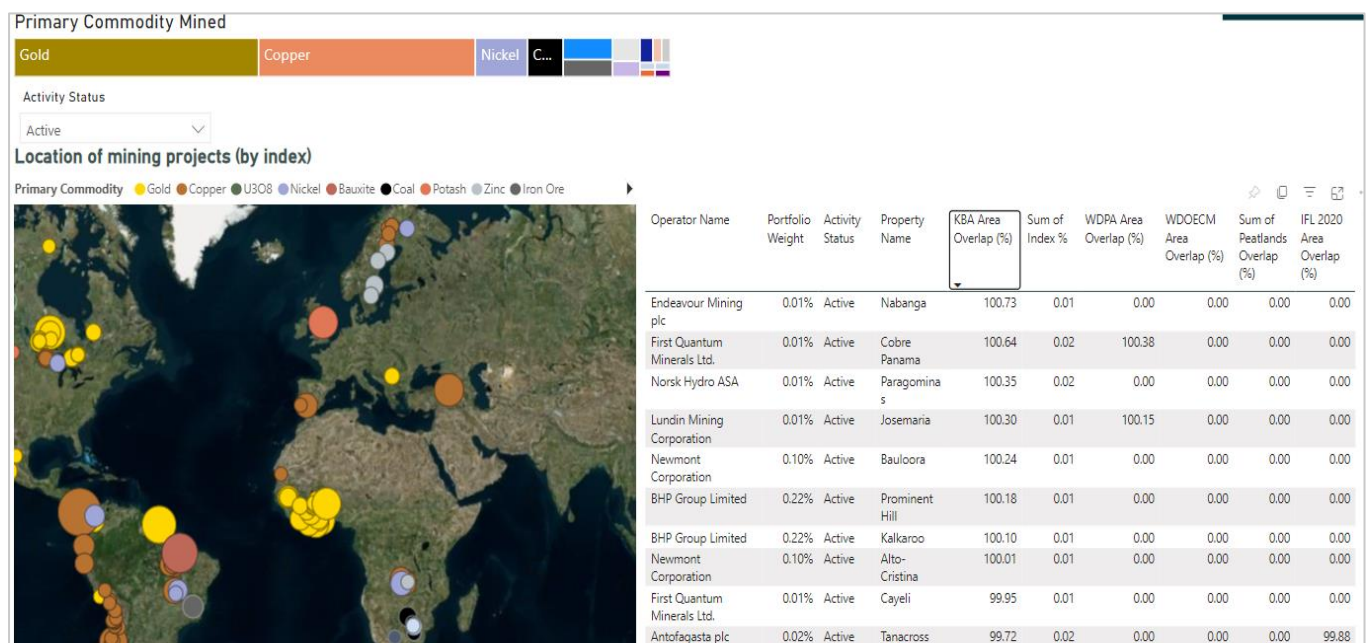 Primary Commodity Mined
Gold
Copper
Nickel
C...
Activity Status
Active
Location of mining projects (by index)
Primary Commodity Gold Copper U3O8 Nickel Bauxite Coal Potash Zinc Iron Ore
Operator Name Portfolio Activity Property KBA Area Sum of WDPA Area WDOECM Sum of IFL 2020
Weight Status Name Overlap (%) Index % Overlap (%) Area Peatlands Area
Overlap (%) Overlap Overlap
(%) (%)
Endeavour Mining 0.01% Active Nabanga 100.73 0.01 0.00 0.00 0.00 0.00
plc
First Quantum 0.01% Active Cobre 100.64 0.02 100.38 0.00 0.00 0.00
Minerals Ltd. Panama
Norsk Hydro ASA 0.01% Active Paragomina 100.35 0.02 0.00 0.00 0.00 0.00
s
Lundin Mining 0.01% Active Josemaria 100.30 0.01 100.15 0.00 0.00 0.00
Corporation
Newmont 0.10% Active Bauloora 100.24 0.01 0.00 0.00 0.00 0.00
Corporation
BHP Group Limited 0.22% Active Prominent 100.18 0.01 0.00 0.00 0.00 0.00
Hill
BHP Group Limited 0.22% Active Kalkaroo 100.10 0.01 0.00 0.00 0.00 0.00
Newmont 0.10% Active Alto- 100.01 0.01 0.00 0.00 0.00 0.00
Corporation Cristina
First Quantum 0.01% Active Cayeli 99.95 0.01 0.00 0.00 0.00 0.00
Minerals Ltd.
Antofagasta plc 0.02% Active Tanacross 99.72 0.02 0.00 0.00 0.00 99.88